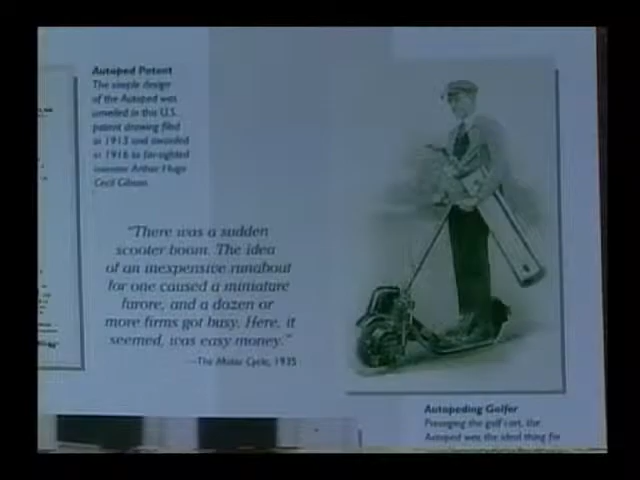 Autoped Patent
The simple design
of the Autoped was
unveiled in this U.S.
patent drawing filed
in 1913 and awarded
in 1916 to far-sighted
inventor Arthur Hugo
Cecil Gibson.
"There was a sudden
scooter boom. The idea
of an inexpensive runabout
for one caused a miniature
furore, and a dozen or
more firms got busy. Here, it
seemed, was easy money."
—The Motor Cycle, 1935
Autopeding Golfer
Presaging the golf cart, the
Autoped was the ideal thing for